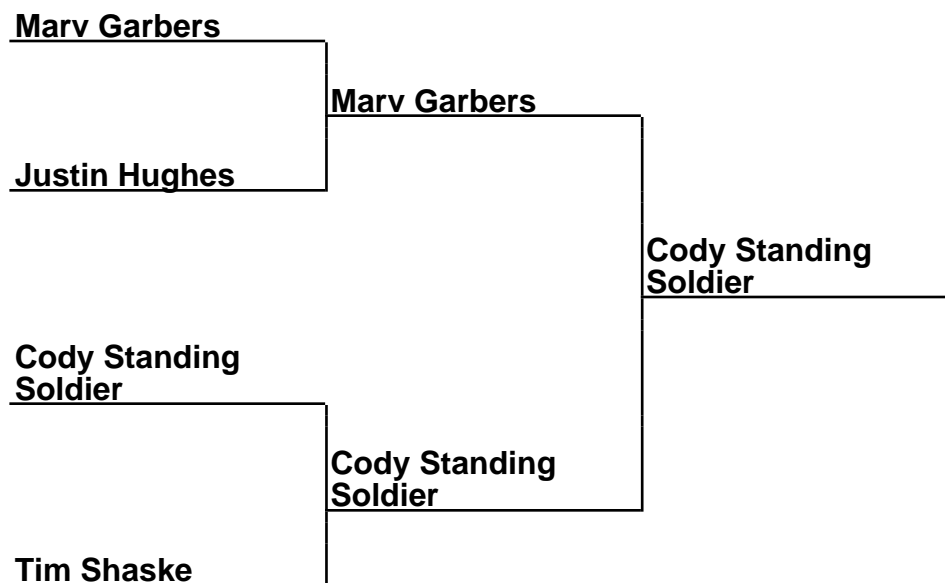 Marv Garbers
Marv Garbers
Justin Hughes
Cody Standing
Soldier
Cody Standing
Soldier
Cody Standing
Soldier
Tim Shaske